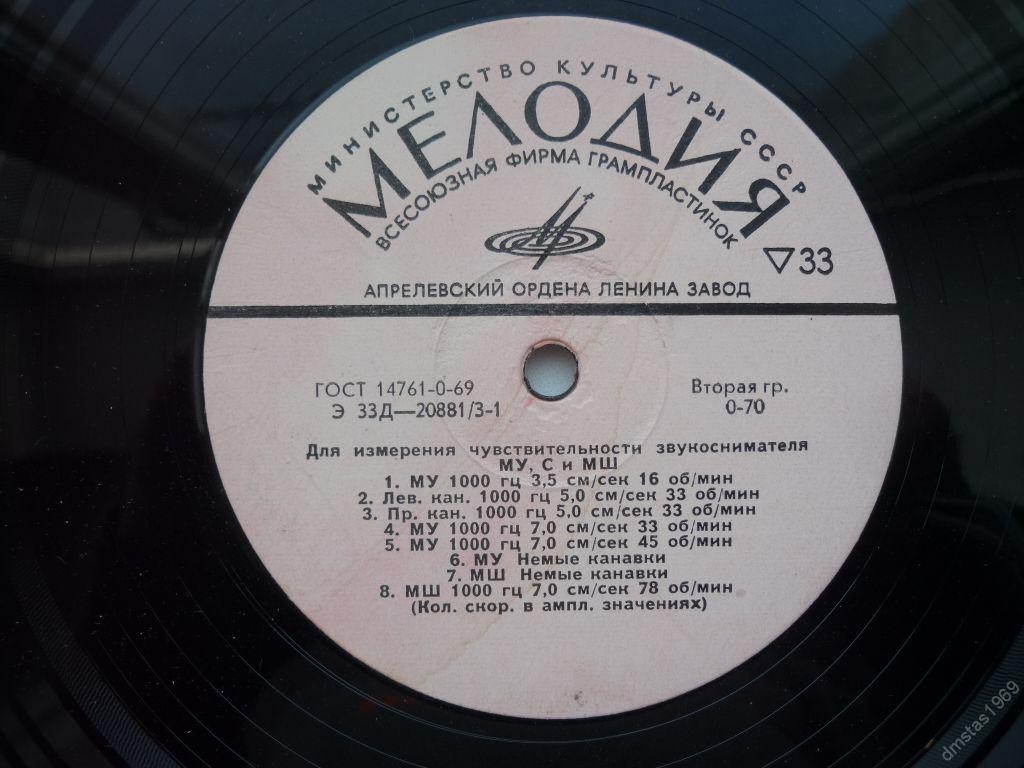 МИНИСТЕРСТВО КУЛЬТУРЫ СССР
МЕЛОДИЯ
ВСЕСОЮЗНАЯ ФИРМА ГРАМПЛАСТИНОК
▽33
АПРЕЛЕВСКИЙ ОРДЕНА ЛЕНИНА ЗАВОД
ГОСТ 14761-0-69
Э 33Д—20881/3-1
Вторая гр.
0-70
Для измерения чувствительности звукоснимателя
МУ, С и МШ
1. МУ 1000 гц 3,5 см/сек 16 об/мин
2. Лев. кан. 1000 гц 5,0 см/сек 33 об/мин
3. Пр. кан. 1000 гц 5.0 см/сек 33 об/мин
4. МУ 1000 гц 7,0 см/сек 33 об/мин
5. МУ 1000 гц 7,0 см/сек 45 об/мин
6. МУ Немые канавки
7. МШ Немые канавки
8. МШ 1000 гц 7,0 см/сек 78 об/мин
(Кол. скор. в ампл. значениях)
dmstas1969